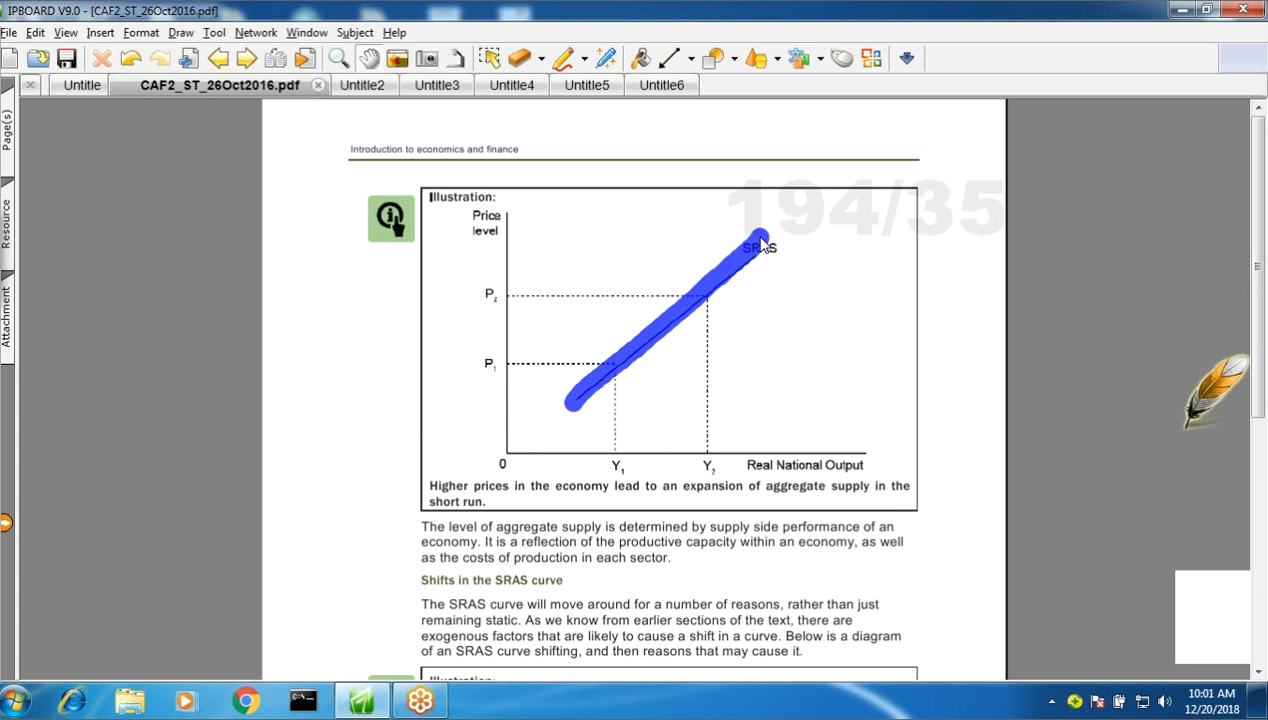 IPBOARD V9.0 - [CAF2_ST_26Oct2016.pdf]
File Edit View Insert Format Draw Tool Network Window Subject Help
Untitle CAF2_ST_26Oct2016.pdf Untitle2 Untitle3 Untitle4 Untitle5 Untitle6
Page(s)
Resource
Attachment
Introduction to economics and finance
194/35
Illustration:
Price
level
SRAS
P2
P1
0 Y1 Y2 Real National Output
Higher prices in the economy lead to an expansion of aggregate supply in the
short run.
The level of aggregate supply is determined by supply side performance of an
economy. It is a reflection of the productive capacity within an economy, as well
as the costs of production in each sector.
Shifts in the SRAS curve
The SRAS curve will move around for a number of reasons, rather than just
remaining static. As we know from earlier sections of the text, there are
exogenous factors that are likely to cause a shift in a curve. Below is a diagram
of an SRAS curve shifting, and then reasons that may cause it.
Illustration:
10:01 AM
12/20/2018